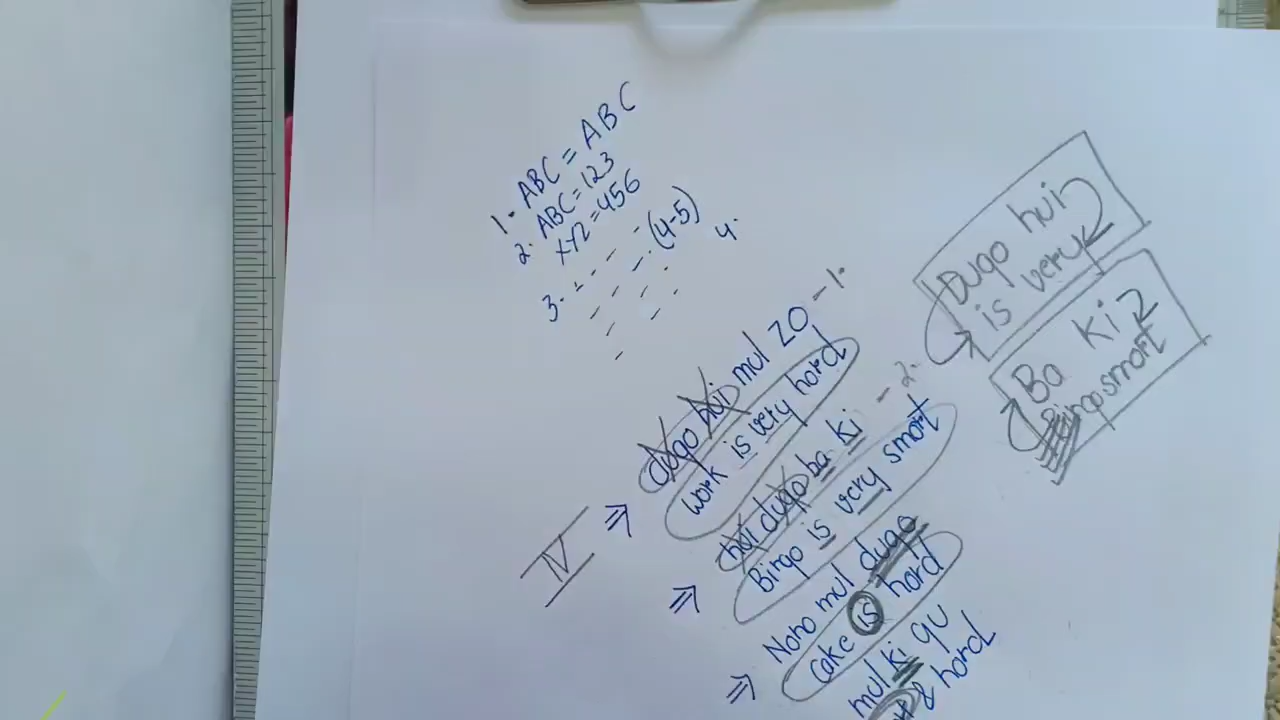 1. ABC = ABC
2. ABC = 123
XYZ = 456
3.
(4-5)
4.
IV
⇒ dugo hui mul ZO - 1.
work is very hard
⇒ hui dugo ba ki - 2.
Bingo is very smart
⇒ Noho mul dugo
Cake is hard
mul ki qu
& hard
Dugo hui
is very
Ba ki
Bingo smart